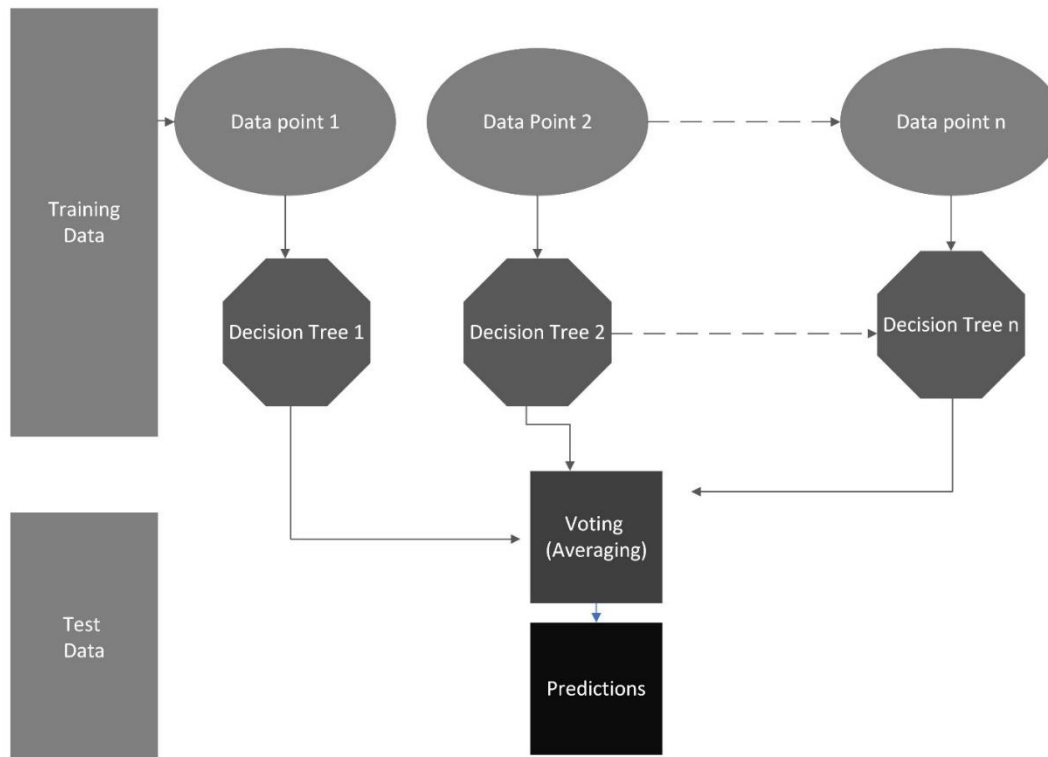 Data point 1
Data Point 2
Data point n
Training
Data
Decision Tree 1
Decision Tree 2
Decision Tree n
Voting
(Averaging)
Test
Data
Predictions